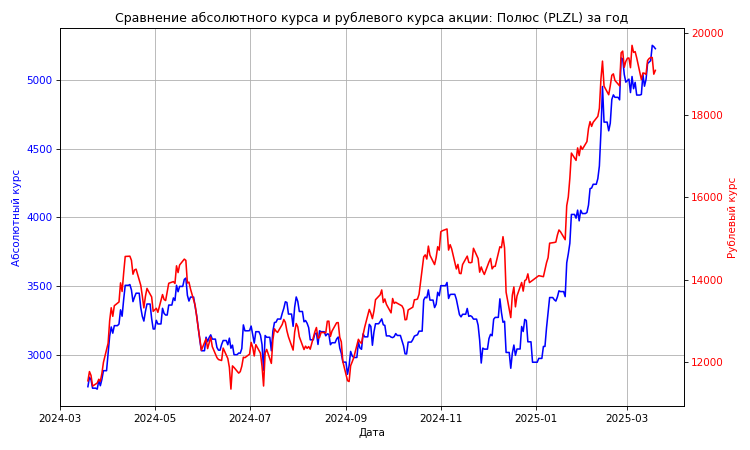 Сравнение абсолютного курса и рублевого курса акции: Полюс (PLZL) за год
Абсолютный курс
5000
4500
4000
3500
3000
20000
18000
16000
14000
12000
Рублевый курс
2024-03 2024-05 2024-07 2024-09 2024-11 2025-01 2025-03
Дата